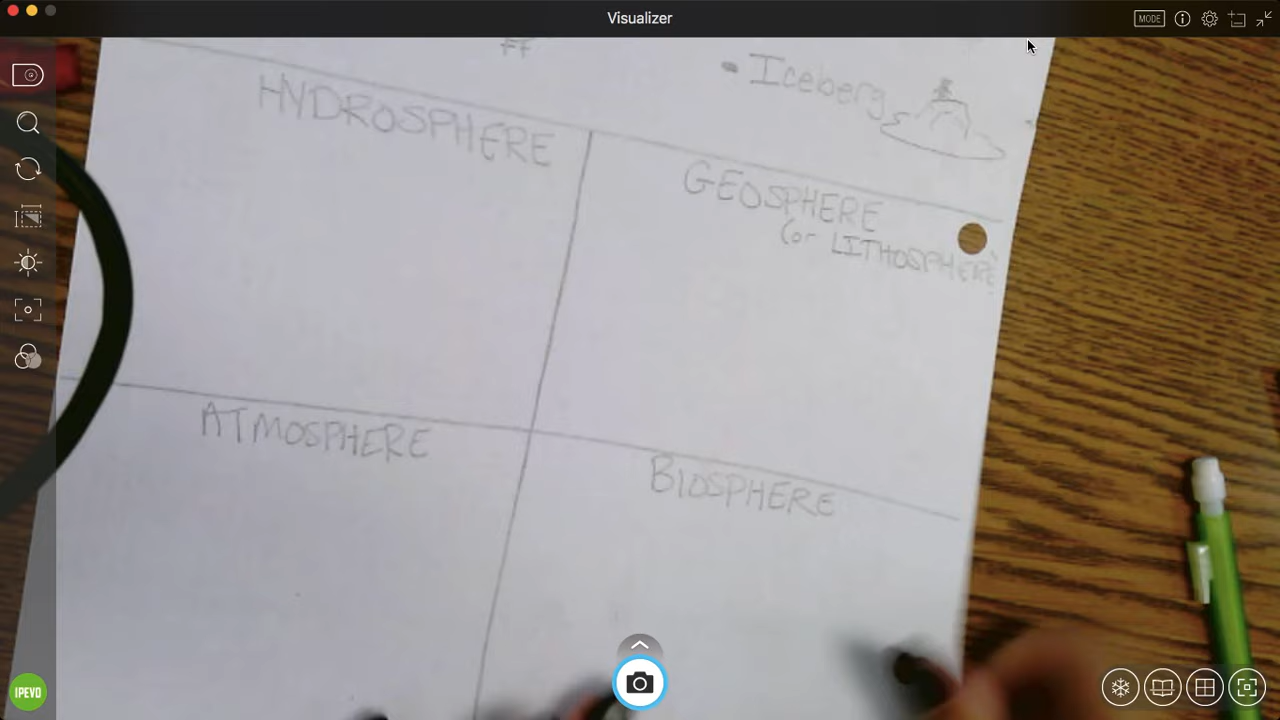 Visualizer
MODE
• Iceberg
HYDROSPHERE
GEOSPHERE
(or LITHOSPHERE
ATMOSPHERE
BIOSPHERE
IPEVO